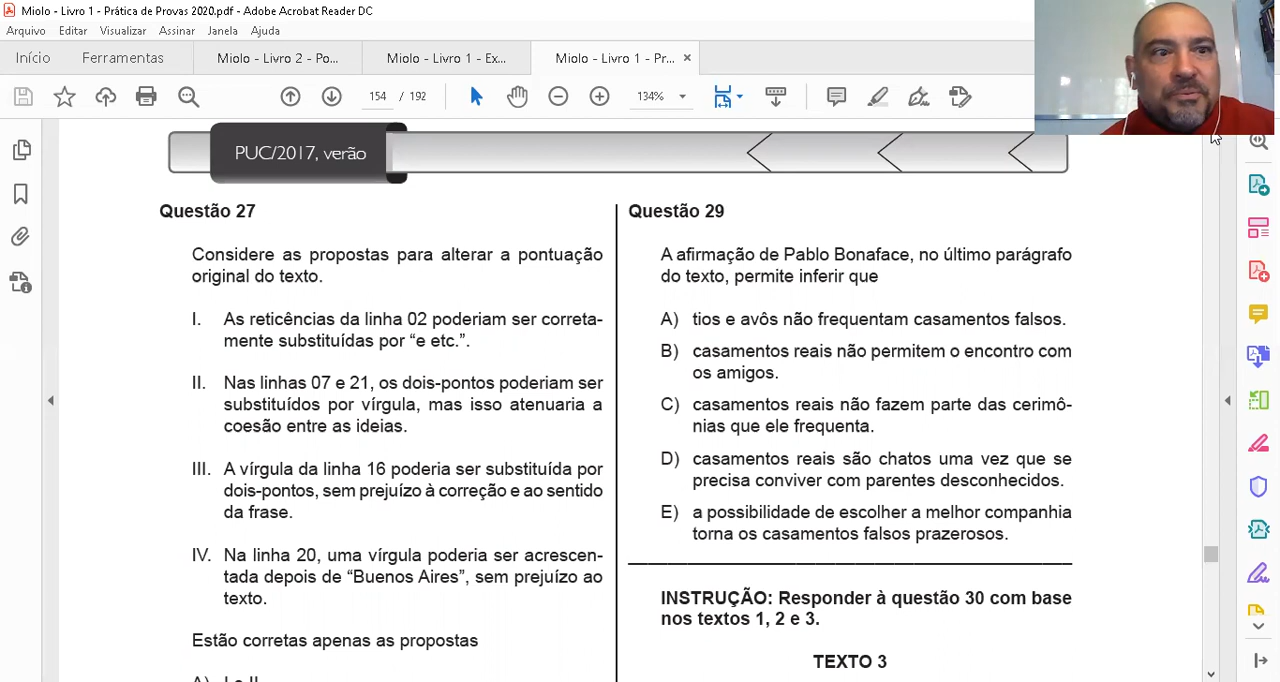 Miolo - Livro 1 - Prática de Provas 2020.pdf - Adobe Acrobat Reader DC
Arquivo Editar Visualizar Assinar Janela Ajuda
Início Ferramentas Miolo - Livro 2 - Po... Miolo - Livro 1 - Ex... Miolo - Livro 1 - Pr... ×
154 / 192 134%
PUC/2017, verão
Questão 27
Considere as propostas para alterar a pontuação
original do texto.
I. As reticências da linha 02 poderiam ser correta-
mente substituídas por “e etc.”.
II. Nas linhas 07 e 21, os dois-pontos poderiam ser
substituídos por vírgula, mas isso atenuaria a
coesão entre as ideias.
III. A vírgula da linha 16 poderia ser substituída por
dois-pontos, sem prejuízo à correção e ao sentido
da frase.
IV. Na linha 20, uma vírgula poderia ser acrescen-
tada depois de “Buenos Aires”, sem prejuízo ao
texto.
Estão corretas apenas as propostas
A) I e II.
Questão 29
A afirmação de Pablo Bonaface, no último parágrafo
do texto, permite inferir que
A) tios e avôs não frequentam casamentos falsos.
B) casamentos reais não permitem o encontro com
os amigos.
C) casamentos reais não fazem parte das cerimô-
nias que ele frequenta.
D) casamentos reais são chatos uma vez que se
precisa conviver com parentes desconhecidos.
E) a possibilidade de escolher a melhor companhia
torna os casamentos falsos prazerosos.
INSTRUÇÃO: Responder à questão 30 com base
nos textos 1, 2 e 3.
TEXTO 3